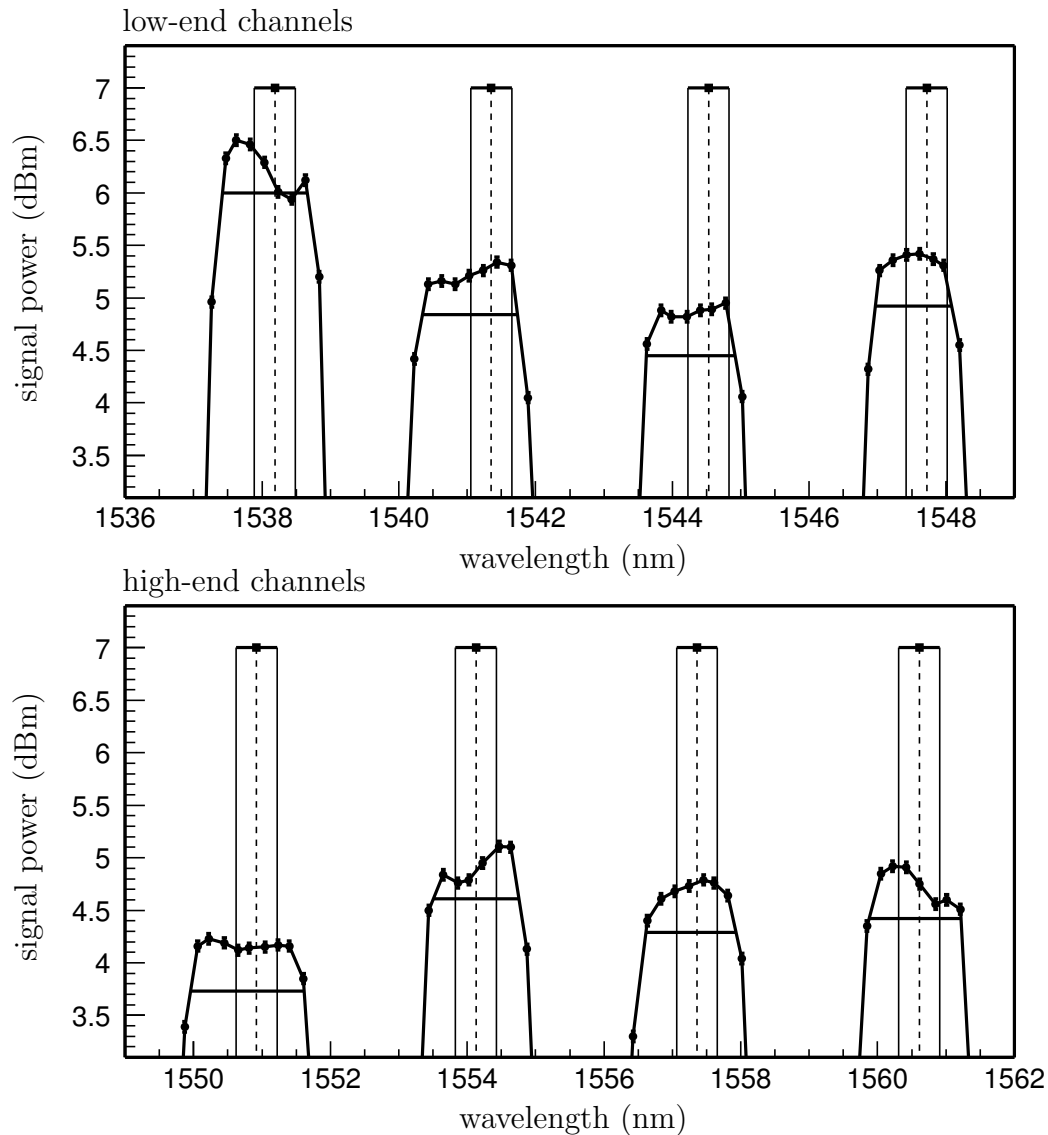 low-end channels
7
6.5
6
5.5
5
4.5
4
3.5
signal power (dBm)
1536 1538 1540 1542 1544 1546 1548
wavelength (nm)
high-end channels
7
6.5
6
5.5
5
4.5
4
3.5
signal power (dBm)
1550 1552 1554 1556 1558 1560 1562
wavelength (nm)